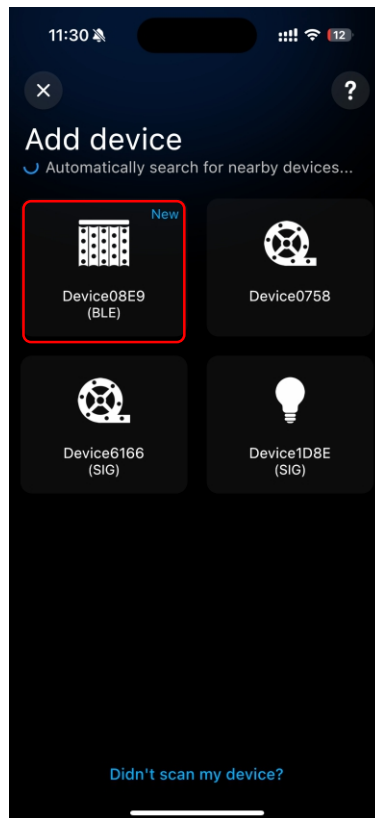 11:30
12
?
Add device
Automatically search for nearby devices...
New
Device08E9
(BLE)
Device0758
Device6166
(SIG)
Device1D8E
(SIG)
Didn't scan my device?